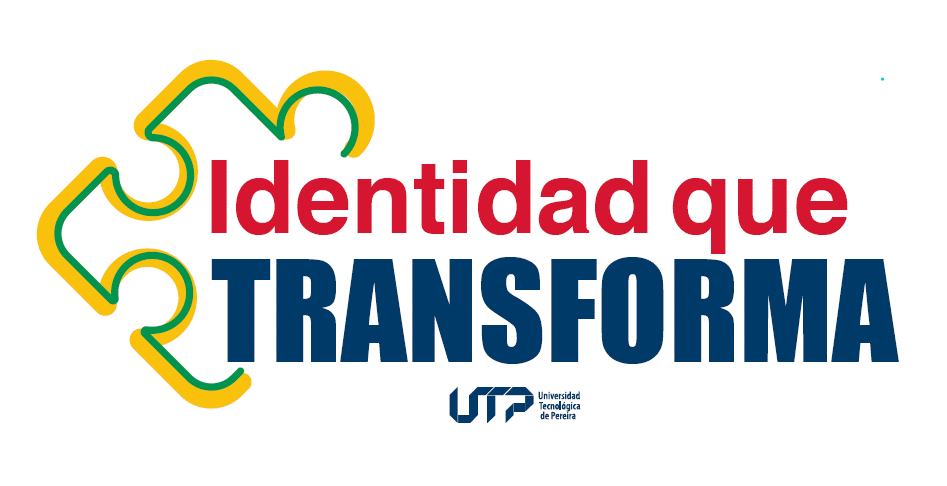 Identidad que
TRANSFORMA
UTP
Universidad
Tecnológica
de Pereira